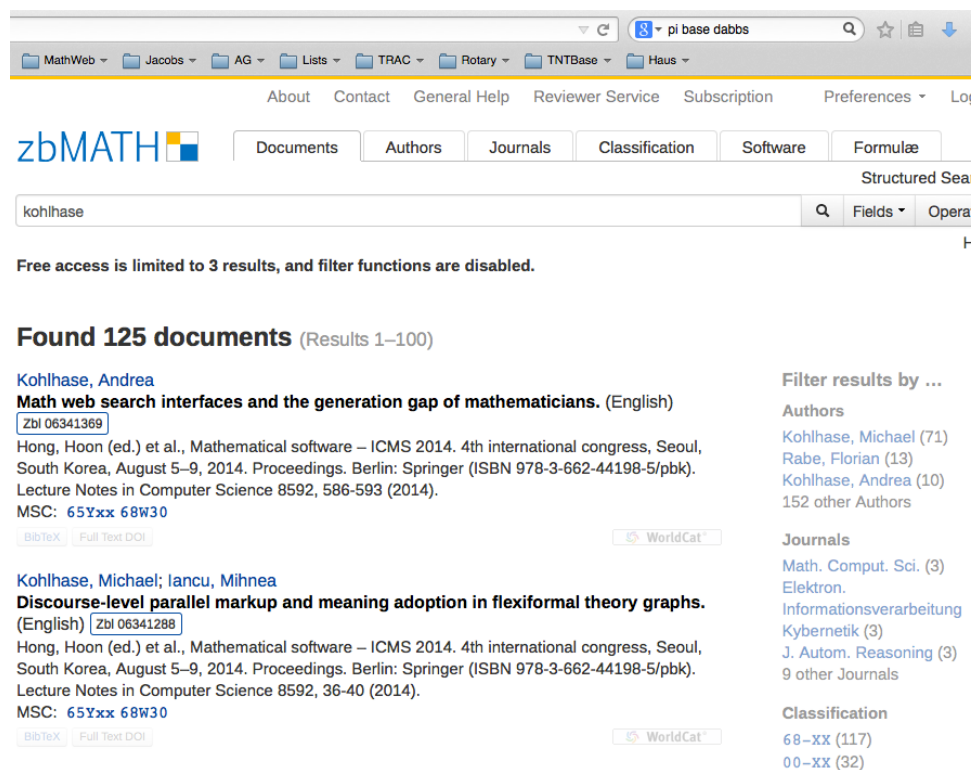 pi base dabbs
MathWeb Jacobs AG Lists TRAC Rotary TNTBase Haus
About Contact General Help Reviewer Service Subscription Preferences Log
zbMATH Documents Authors Journals Classification Software Formulæ
Structured Sear
kohlhase Fields Opera
H
Free access is limited to 3 results, and filter functions are disabled.
Found 125 documents (Results 1–100)
Kohlhase, Andrea
Math web search interfaces and the generation gap of mathematicians. (English)
Zbl 06341369
Hong, Hoon (ed.) et al., Mathematical software – ICMS 2014. 4th international congress, Seoul,
South Korea, August 5–9, 2014. Proceedings. Berlin: Springer (ISBN 978-3-662-44198-5/pbk).
Lecture Notes in Computer Science 8592, 586-593 (2014).
MSC: 65Yxx 68W30
BibTeX Full Text DOI WorldCat
Kohlhase, Michael; Iancu, Mihnea
Discourse-level parallel markup and meaning adoption in flexiformal theory graphs.
(English) Zbl 06341288
Hong, Hoon (ed.) et al., Mathematical software – ICMS 2014. 4th international congress, Seoul,
South Korea, August 5–9, 2014. Proceedings. Berlin: Springer (ISBN 978-3-662-44198-5/pbk).
Lecture Notes in Computer Science 8592, 36-40 (2014).
MSC: 65Yxx 68W30
BibTeX Full Text DOI WorldCat
Filter results by ...
Authors
Kohlhase, Michael (71)
Rabe, Florian (13)
Kohlhase, Andrea (10)
152 other Authors
Journals
Math. Comput. Sci. (3)
Elektron.
Informationsverarbeitung
Kybernetik (3)
J. Autom. Reasoning (3)
9 other Journals
Classification
68-XX (117)
00-XX (32)